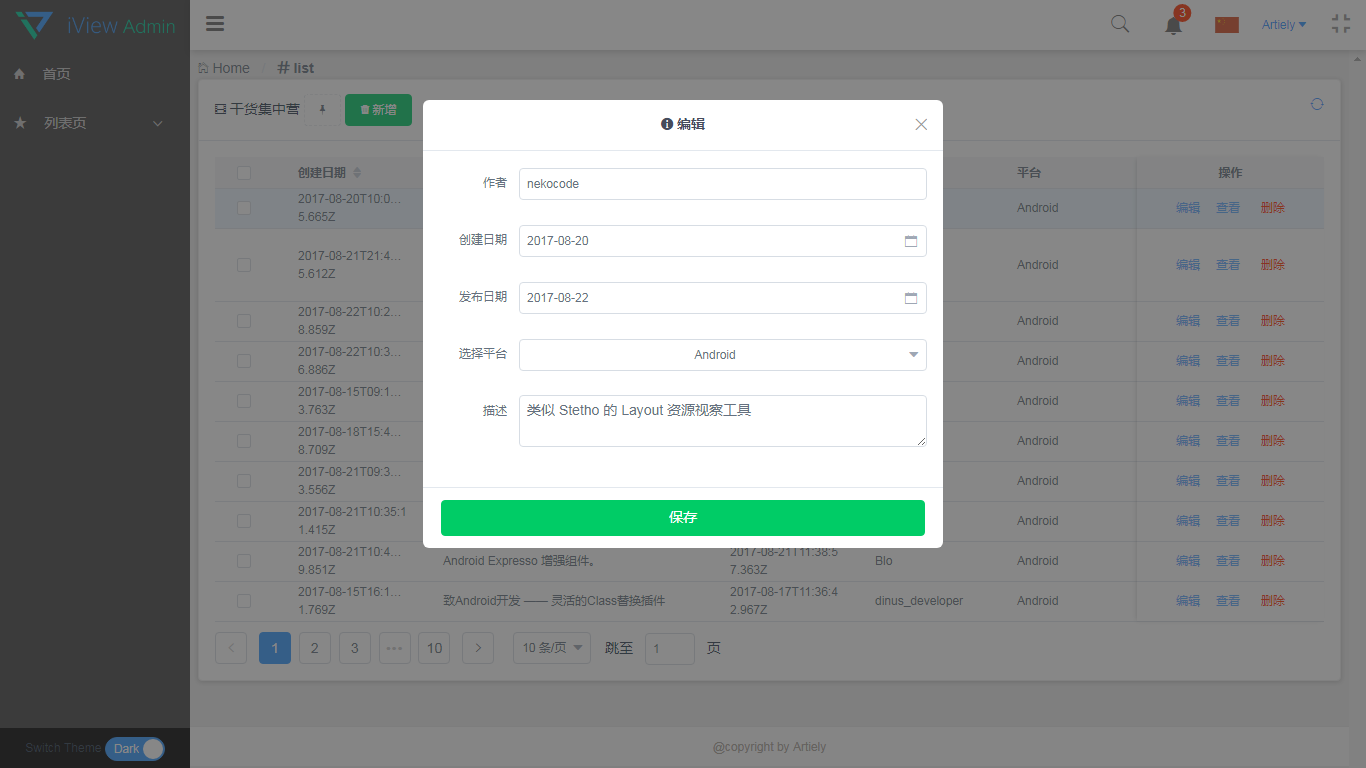 iView Admin
3
Artiely
首页
列表页
Home / # list
干货集中营
新增
编辑
作者 nekocode
创建日期 2017-08-20
发布日期 2017-08-22
选择平台 Android
描述 类似 Stetho 的 Layout 资源视察工具
保存
创建日期 平台 操作
2017-08-20T10:0... Android 编辑 查看 删除
5.665Z
2017-08-21T21:4... Android 编辑 查看 删除
5.612Z
2017-08-22T10:2... Android 编辑 查看 删除
8.859Z
2017-08-22T10:3... Android 编辑 查看 删除
6.886Z
2017-08-15T09:1... Android 编辑 查看 删除
3.763Z
2017-08-18T15:4... Android 编辑 查看 删除
8.709Z
2017-08-21T09:3... Android 编辑 查看 删除
3.556Z
2017-08-21T10:35:1 Android 编辑 查看 删除
1.415Z
2017-08-21T10:4... Android Expresso 增强组件。 2017-08-21T11:38:5 Blo Android 编辑 查看 删除
9.851Z 7.363Z
2017-08-15T16:1... 致Android开发 —— 灵活的Class替换插件 2017-08-17T11:36:4 dinus_developer Android 编辑 查看 删除
1.769Z 2.967Z
1 2 3 ••• 10 10 条/页 跳至 1 页
Switch Theme Dark
@copyright by Artiely